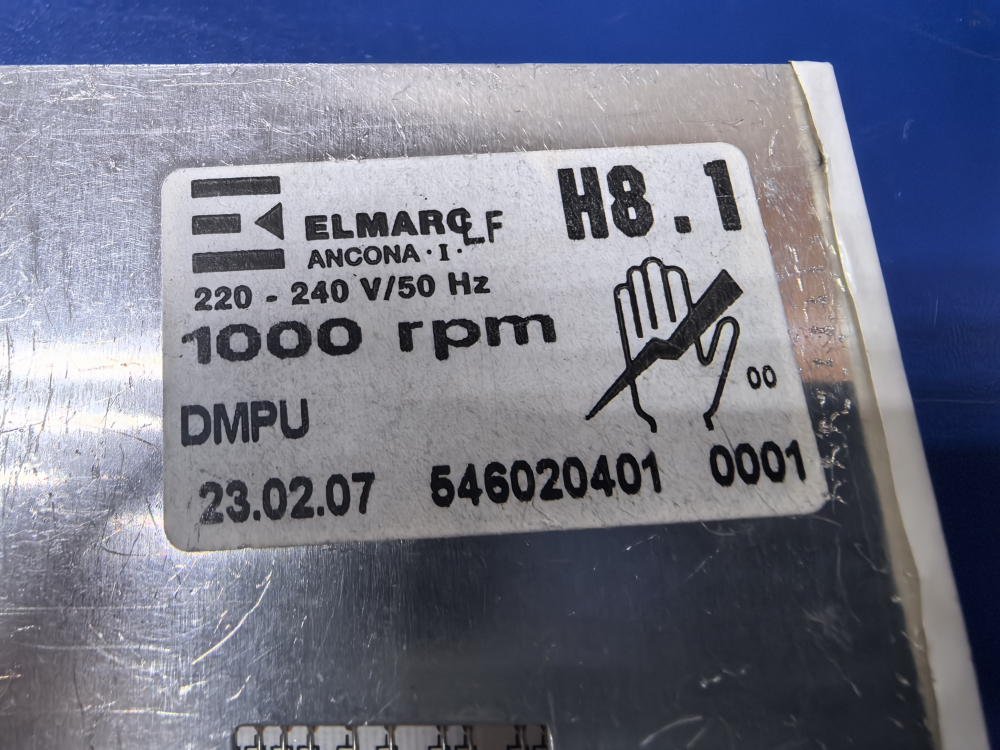 ELMARC LF
H8.1
ANCONA · I ·
220 - 240 V/50 Hz
1000 rpm
00
DMPU
23.02.07 546020401 0001